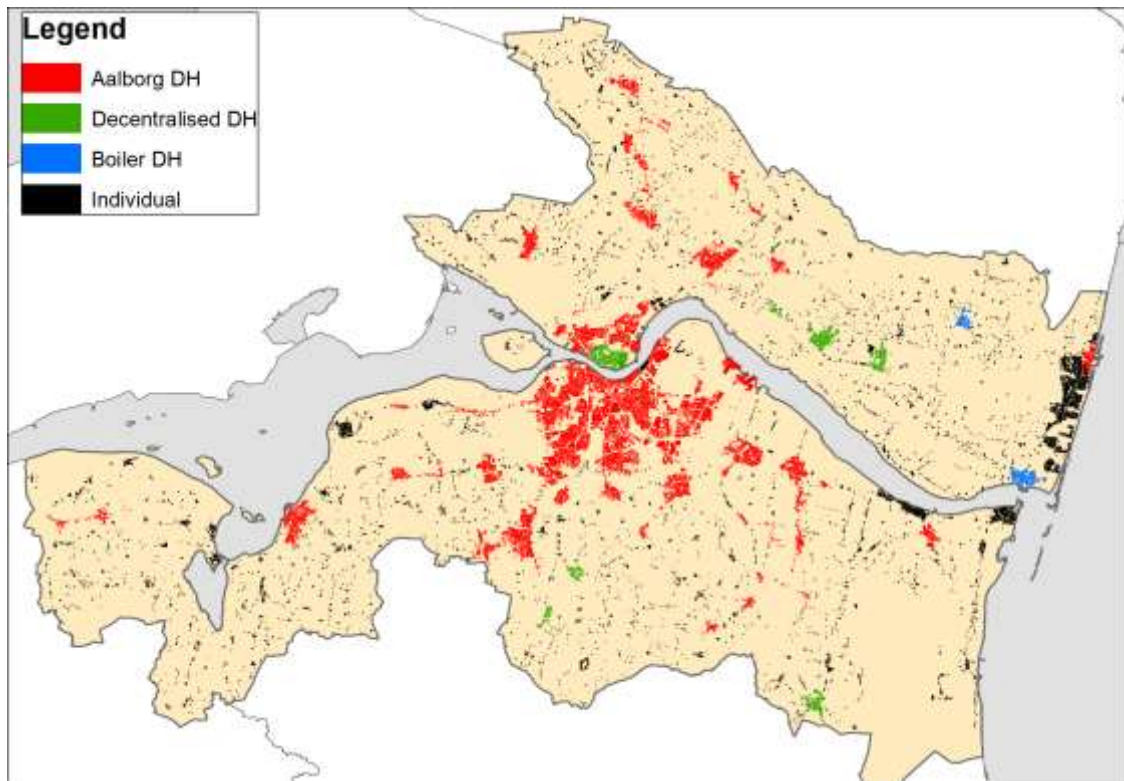 Legend
Aalborg DH
Decentralised DH
Boiler DH
Individual